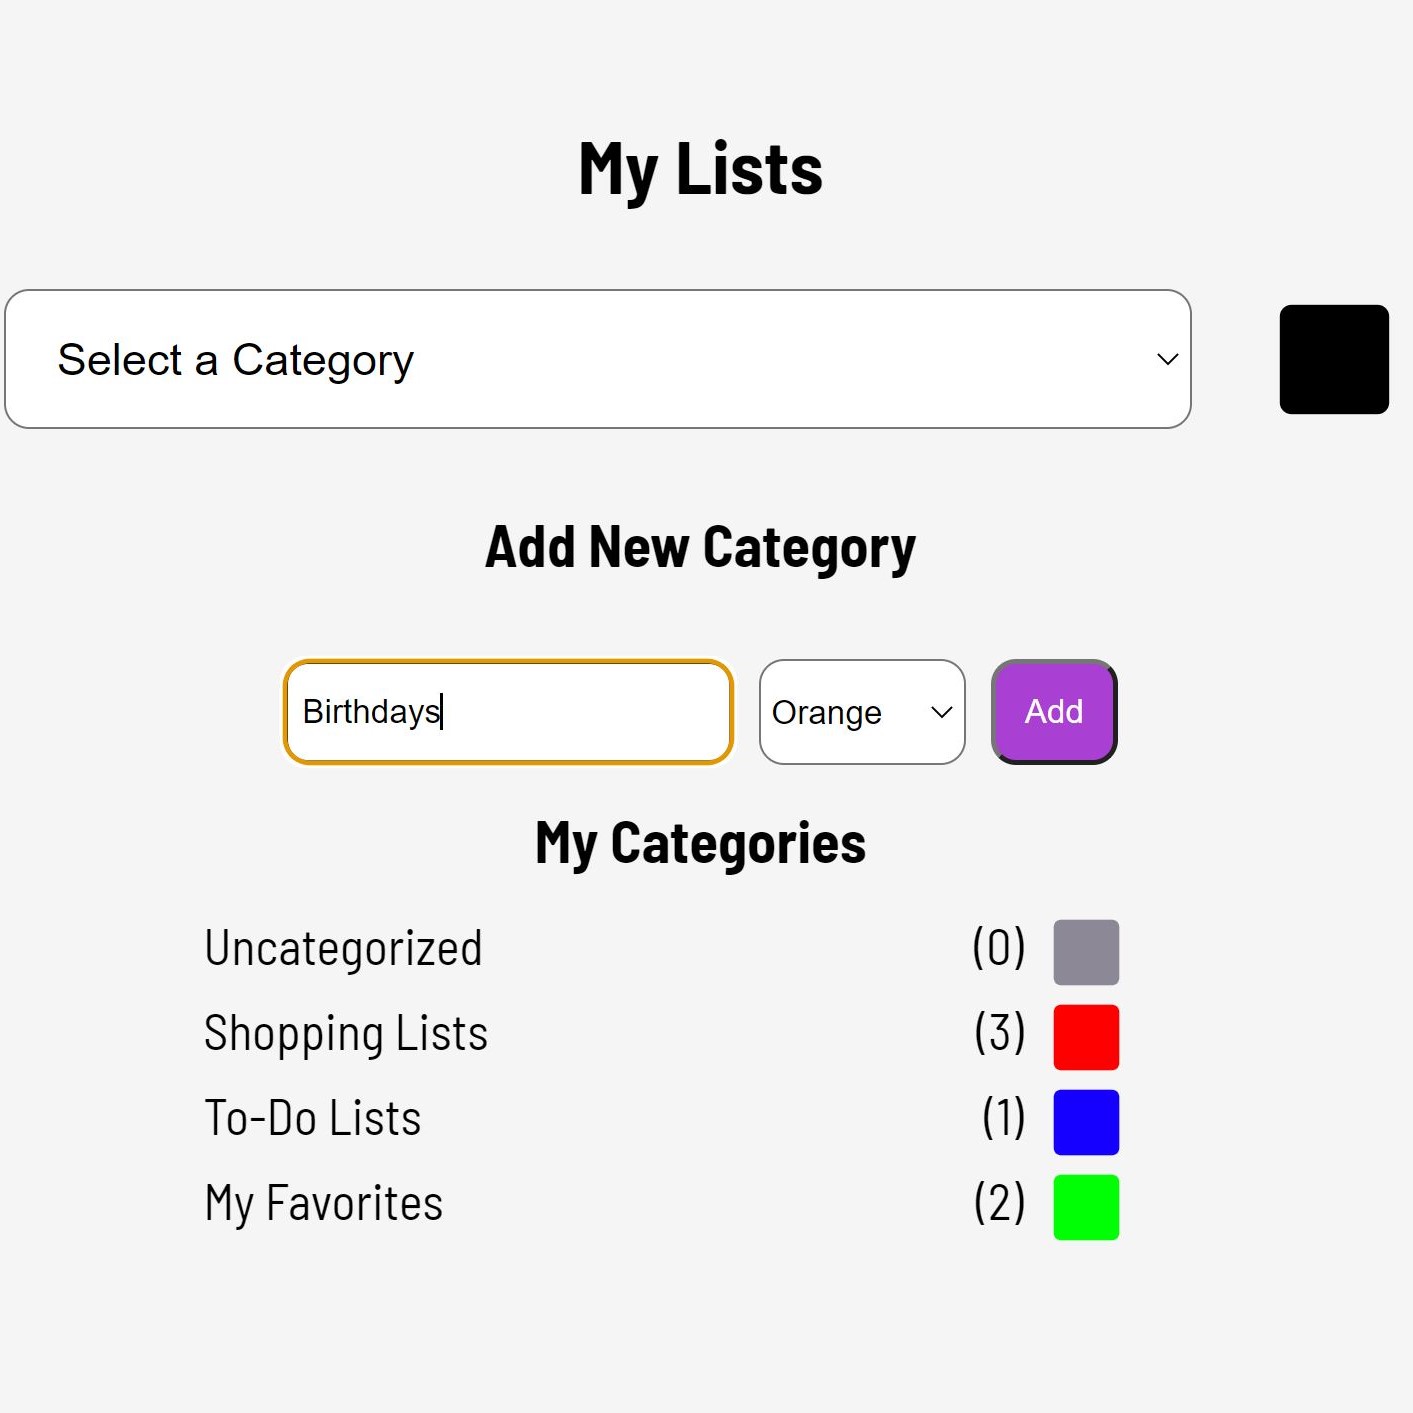 My Lists
Select a Category
Add New Category
Birthdays Orange Add
My Categories
Uncategorized (0)
Shopping Lists (3)
To-Do Lists (1)
My Favorites (2)